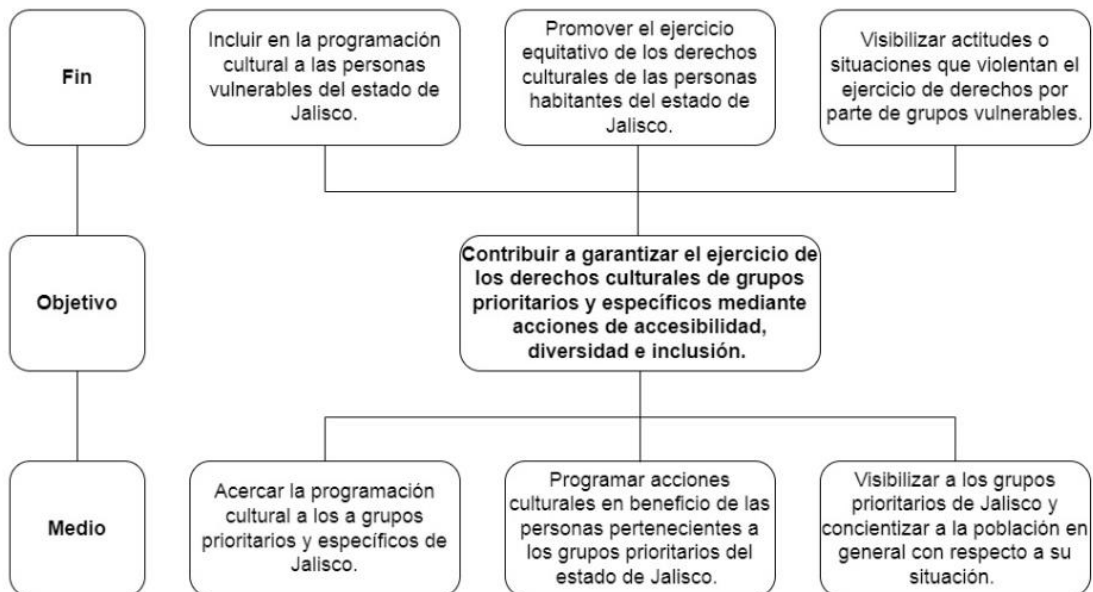 Fin
Incluir en la programación
cultural a las personas
vulnerables del estado de
Jalisco.
Promover el ejercicio
equitativo de los derechos
culturales de las personas
habitantes del estado de
Jalisco.
Visibilizar actitudes o
situaciones que violentan el
ejercicio de derechos por
parte de grupos vulnerables.
Objetivo
Contribuir a garantizar el ejercicio de
los derechos culturales de grupos
prioritarios y específicos mediante
acciones de accesibilidad,
diversidad e inclusión.
Medio
Acercar la programación
cultural a los a grupos
prioritarios y específicos de
Jalisco.
Programar acciones
culturales en beneficio de las
personas pertenecientes a
los grupos prioritarios del
estado de Jalisco.
Visibilizar a los grupos
prioritarios de Jalisco y
concientizar a la población en
general con respecto a su
situación.